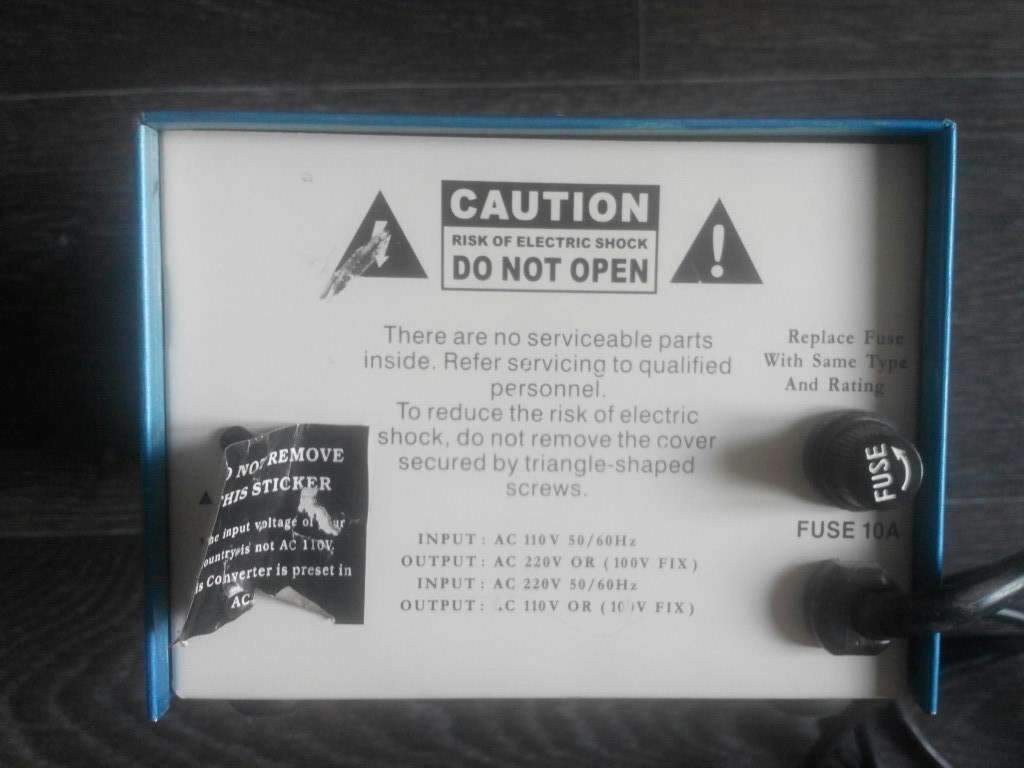 CAUTION
RISK OF ELECTRIC SHOCK
DO NOT OPEN
There are no serviceable parts
inside. Refer servicing to qualified
personnel.
To reduce the risk of electric
shock, do not remove the cover
secured by triangle-shaped
screws.
INPUT: AC 110V 50/60Hz
OUTPUT: AC 220V OR (100V FIX)
INPUT: AC 220V 50/60Hz
OUTPUT: 110V OR ( FIX)
Replace Fuse
With Same Type
And Rating
FUSE
FUSE 10A
NOT REMOVE
STICKER
input voltage of
is not AC 110V,
Converter is preset in
AC